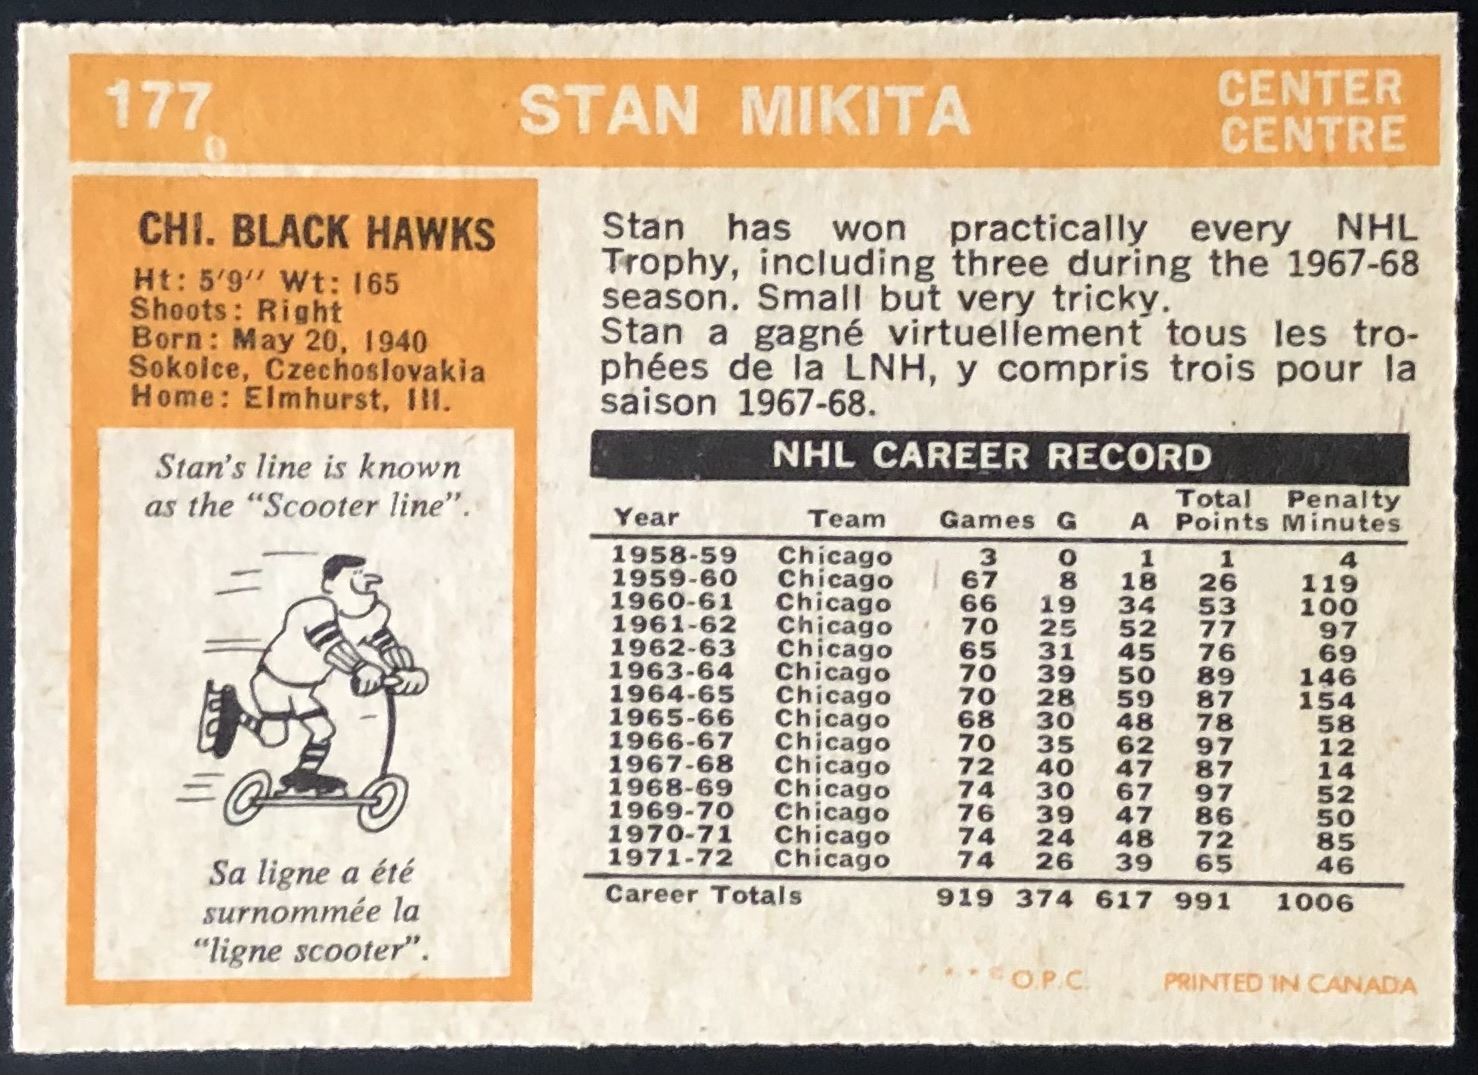 177
STAN MIKITA
CENTER
CENTRE
CHI. BLACK HAWKS
Ht: 5'9" Wt: 165
Shoots: Right
Born: May 20, 1940
Sokolce, Czechoslovakia
Home: Elmhurst, Ill.
Stan's line is known
as the "Scooter line".
Sa ligne a été
surnommée la
"ligne scooter".
Stan has won practically every NHL
Trophy, including three during the 1967-68
season. Small but very tricky.
Stan a gagné virtuellement tous les tro-
phées de la LNH, y compris trois pour la
saison 1967-68.
NHL CAREER RECORD
Year Team Games G A Total Points Penalty Minutes
1958-59 Chicago 3 0 1 1 4
1959-60 Chicago 67 8 18 26 119
1960-61 Chicago 66 19 34 53 100
1961-62 Chicago 70 25 52 77 97
1962-63 Chicago 65 31 45 76 69
1963-64 Chicago 70 39 50 89 146
1964-65 Chicago 70 28 59 87 154
1965-66 Chicago 68 30 48 78 58
1966-67 Chicago 70 35 62 97 12
1967-68 Chicago 72 40 47 87 14
1968-69 Chicago 74 30 67 97 52
1969-70 Chicago 76 39 47 86 50
1970-71 Chicago 74 24 48 72 85
1971-72 Chicago 74 26 39 65 46
Career Totals 919 374 617 991 1006
* * * © O.P.C. PRINTED IN CANADA